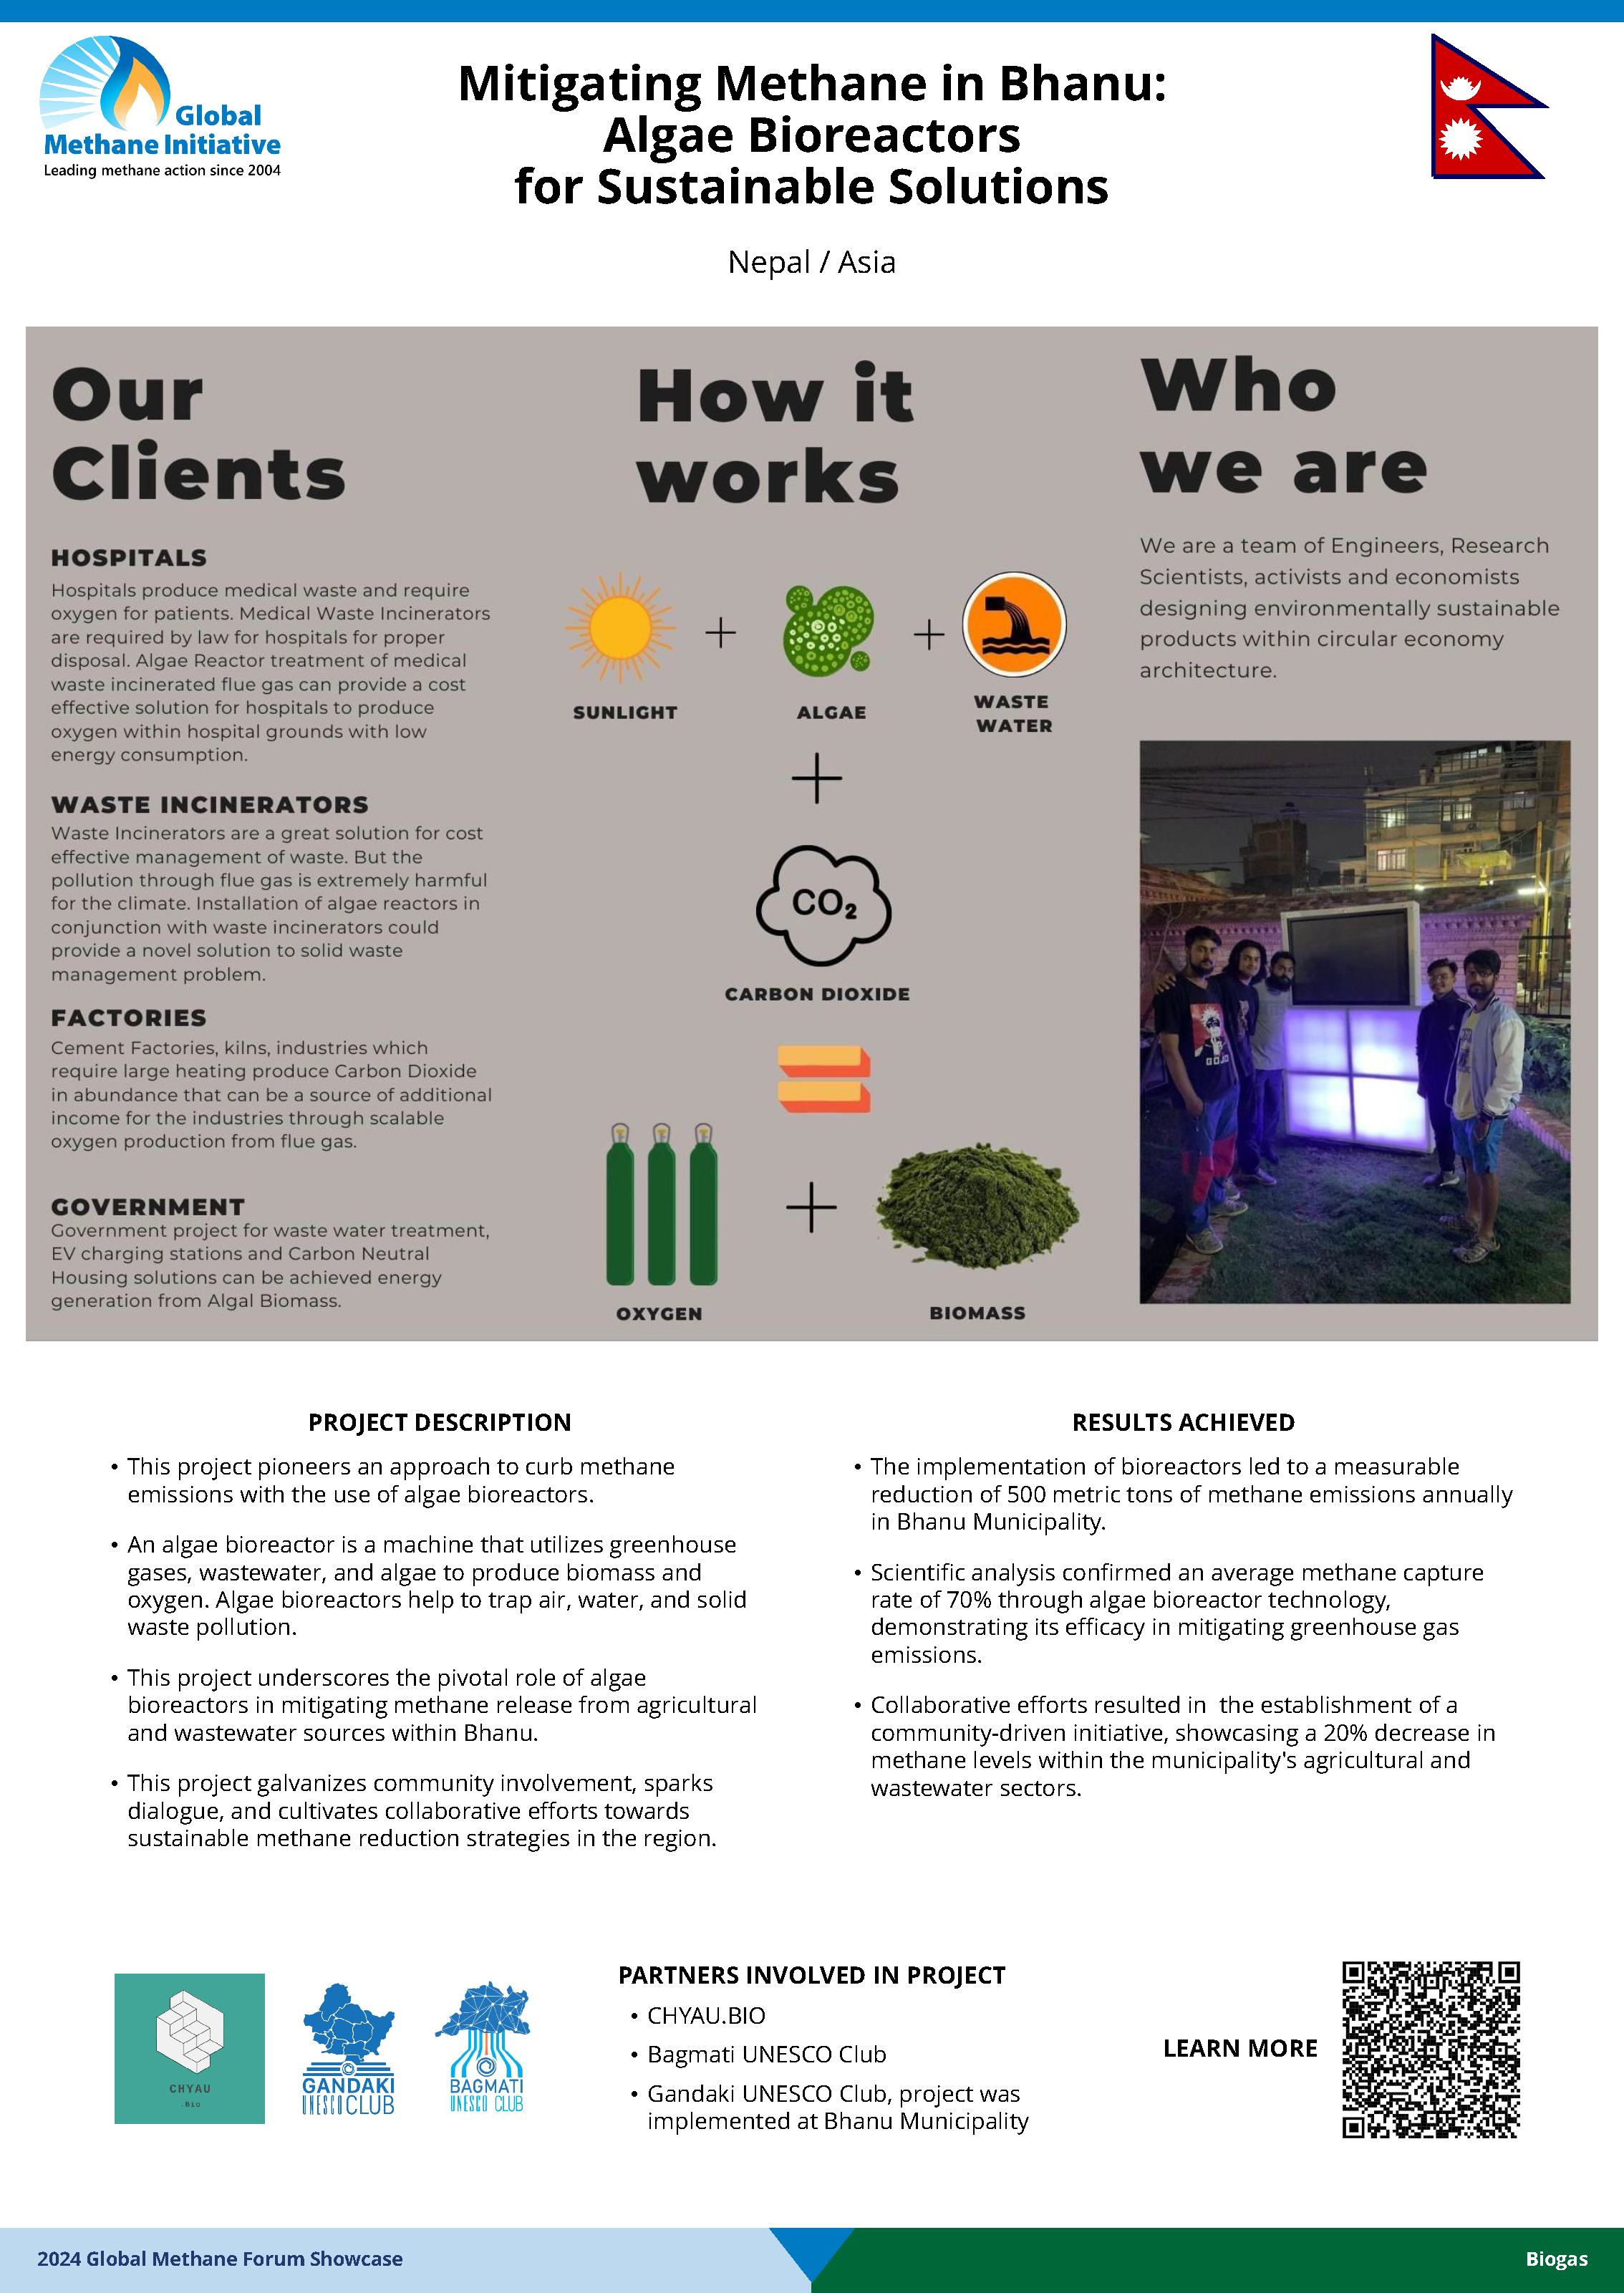 Global
Methane Initiative
Leading methane action since 2004
Mitigating Methane in Bhanu:
Algae Bioreactors
for Sustainable Solutions
Nepal / Asia
Our
Clients
HOSPITALS
Hospitals produce medical waste and require
oxygen for patients. Medical Waste Incinerators
are required by law for hospitals for proper
disposal. Algae Reactor treatment of medical
waste incinerated flue gas can provide a cost
effective solution for hospitals to produce
oxygen within hospital grounds with low
energy consumption.
WASTE INCINERATORS
Waste Incinerators are a great solution for cost
effective management of waste. But the
pollution through flue gas is extremely harmful
for the climate. Installation of algae reactors in
conjunction with waste incinerators could
provide a novel solution to solid waste
management problem.
FACTORIES
Cement Factories, kilns, industries which
require large heating produce Carbon Dioxide
in abundance that can be a source of additional
income for the industries through scalable
oxygen production from flue gas.
GOVERNMENT
Government project for waste water treatment,
EV charging stations and Carbon Neutral
Housing solutions can be achieved energy
generation from Algal Biomass.
How it
works
+ +
SUNLIGHT ALGAE WASTE
WATER
+
CO₂
CARBON DIOXIDE
=
+
OXYGEN BIOMASS
Who
we are
We are a team of Engineers, Research
Scientists, activists and economists
designing environmentally sustainable
products within circular economy
architecture.
PROJECT DESCRIPTION
• This project pioneers an approach to curb methane
emissions with the use of algae bioreactors.
• An algae bioreactor is a machine that utilizes greenhouse
gases, wastewater, and algae to produce biomass and
oxygen. Algae bioreactors help to trap air, water, and solid
waste pollution.
• This project underscores the pivotal role of algae
bioreactors in mitigating methane release from agricultural
and wastewater sources within Bhanu.
• This project galvanizes community involvement, sparks
dialogue, and cultivates collaborative efforts towards
sustainable methane reduction strategies in the region.
RESULTS ACHIEVED
• The implementation of bioreactors led to a measurable
reduction of 500 metric tons of methane emissions annually
in Bhanu Municipality.
• Scientific analysis confirmed an average methane capture
rate of 70% through algae bioreactor technology,
demonstrating its efficacy in mitigating greenhouse gas
emissions.
• Collaborative efforts resulted in the establishment of a
community-driven initiative, showcasing a 20% decrease in
methane levels within the municipality's agricultural and
wastewater sectors.
CHYAU
.Bio
GANDAKI
UNESCO CLUB
BAGMATI
UNESCO CLUB
PARTNERS INVOLVED IN PROJECT
• CHYAU.BIO
• Bagmati UNESCO Club
• Gandaki UNESCO Club, project was
implemented at Bhanu Municipality
LEARN MORE
2024 Global Methane Forum Showcase
Biogas